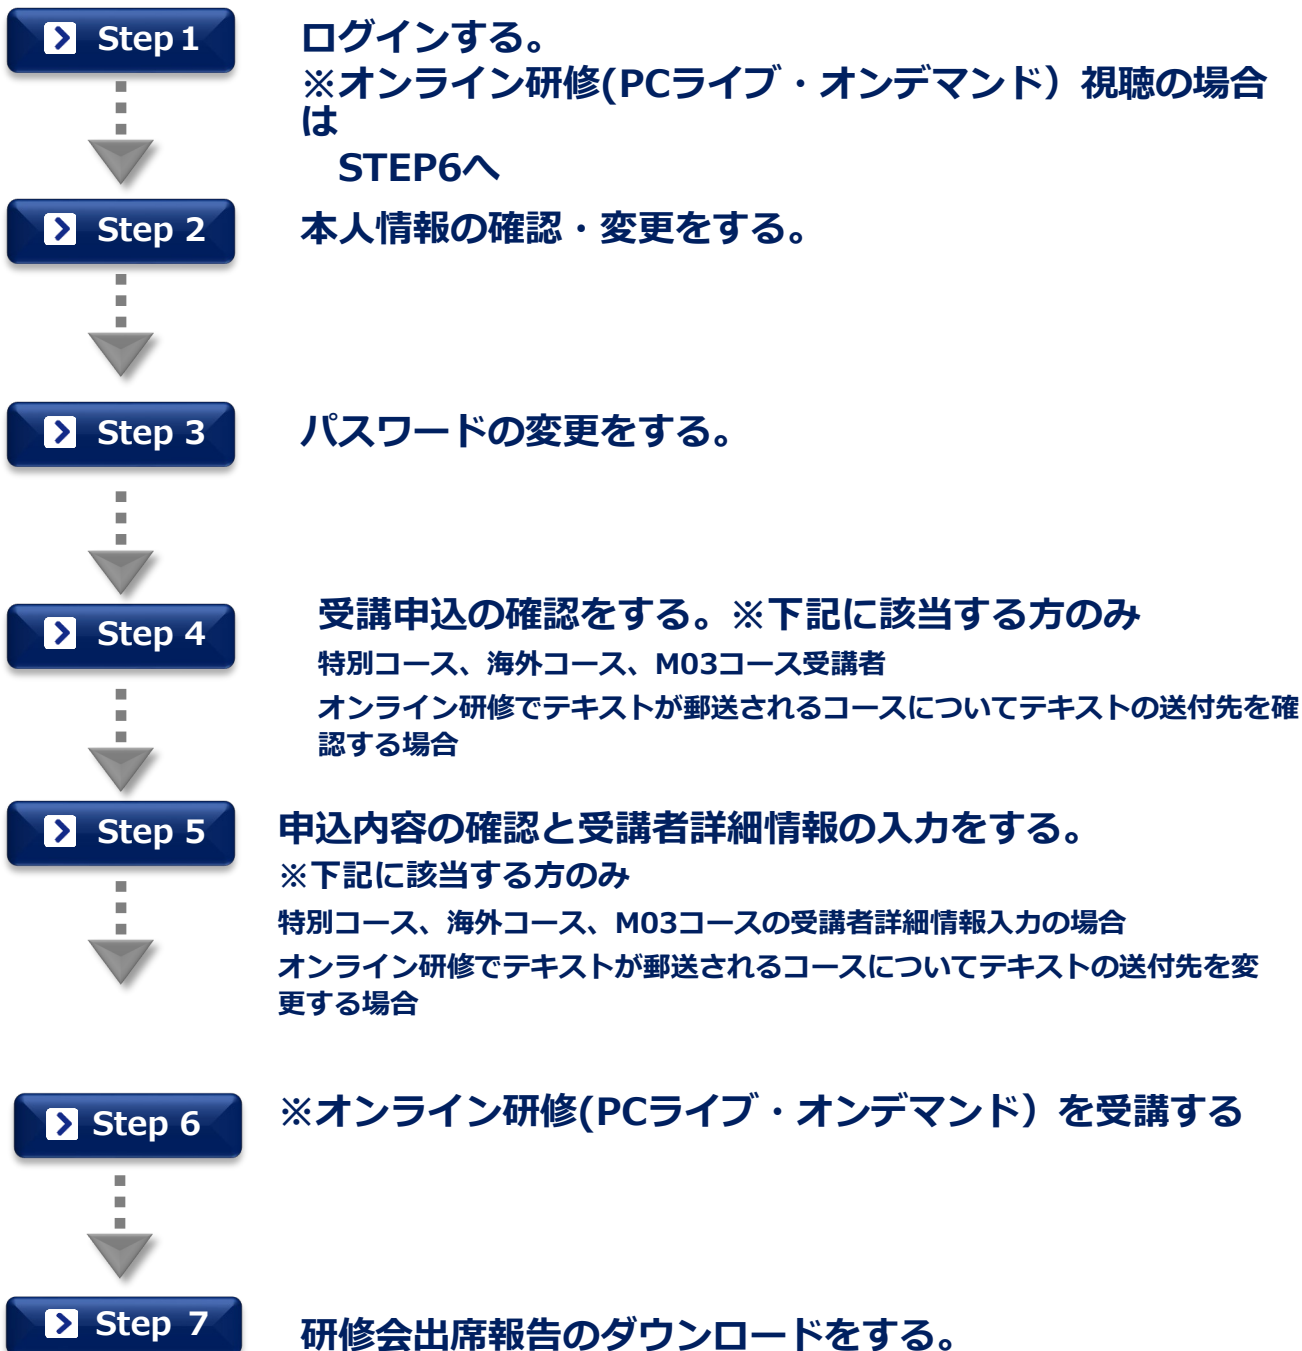 Step 1
ログインする。
※オンライン研修(PCライブ・オンデマンド）視聴の場合
は
STEP6へ
Step 2
本人情報の確認・変更をする。
Step 3
パスワードの変更をする。
Step 4
受講申込の確認をする。※下記に該当する方のみ
特別コース、海外コース、M03コース受講者
オンライン研修でテキストが郵送されるコースについてテキストの送付先を確
認する場合
Step 5
申込内容の確認と受講者詳細情報の入力をする。
※下記に該当する方のみ
特別コース、海外コース、M03コースの受講者詳細情報入力の場合
オンライン研修でテキストが郵送されるコースについてテキストの送付先を変
更する場合
Step 6
※オンライン研修(PCライブ・オンデマンド）を受講する
Step 7
研修会出席報告のダウンロードをする。